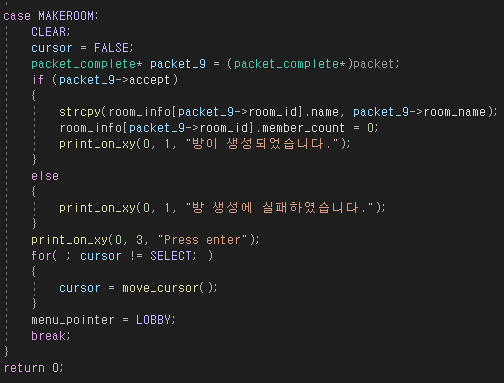 case MAKEROOM:
CLEAR;
cursor = FALSE;
packet_complete* packet_9 = (packet_complete*)packet;
if (packet_9->accept)
{
strcpy(room_info[packet_9->room_id].name, packet_9->room_name);
room_info[packet_9->room_id].member_count = 0;
print_on_xy(0, 1, "방이 생성되었습니다.");
}
else
{
print_on_xy(0, 1, "방 생성에 실패하였습니다.");
}
print_on_xy(0, 3, "Press enter");
for( ; cursor != SELECT; )
{
cursor = move_cursor();
}
menu_pointer = LOBBY;
break;
}
return 0;